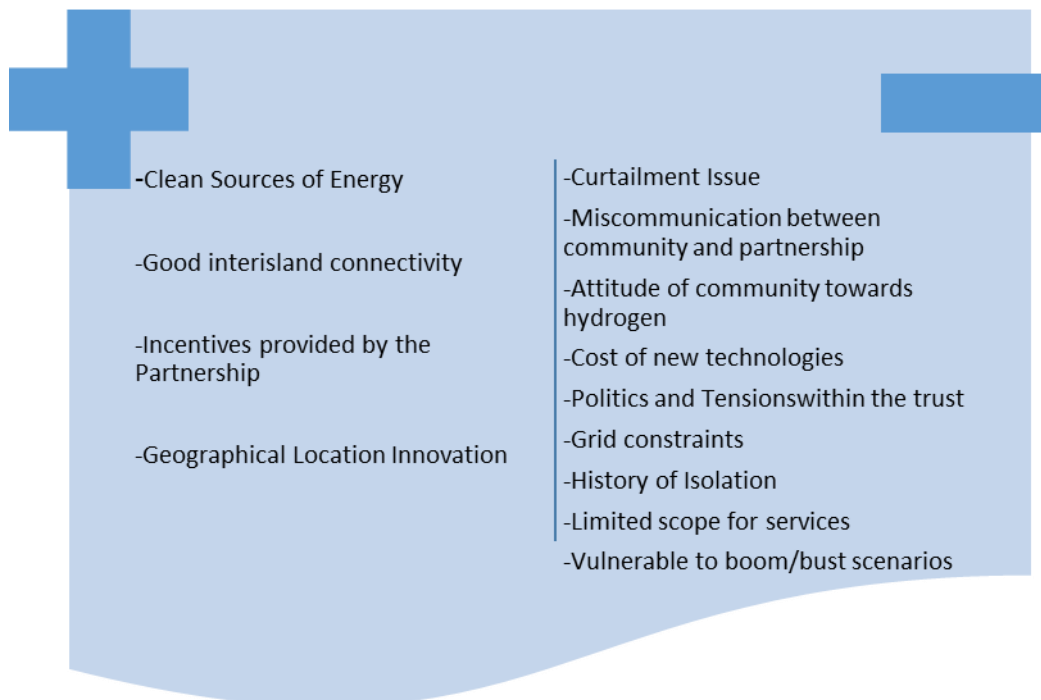 -Clean Sources of Energy
-Good interisland connectivity
-Incentives provided by the
Partnership
-Geographical Location Innovation
-Curtailment Issue
-Miscommunication between
community and partnership
-Attitude of community towards
hydrogen
-Cost of new technologies
-Politics and Tensionswithin the trust
-Grid constraints
-History of Isolation
-Limited scope for services
-Vulnerable to boom/bust scenarios